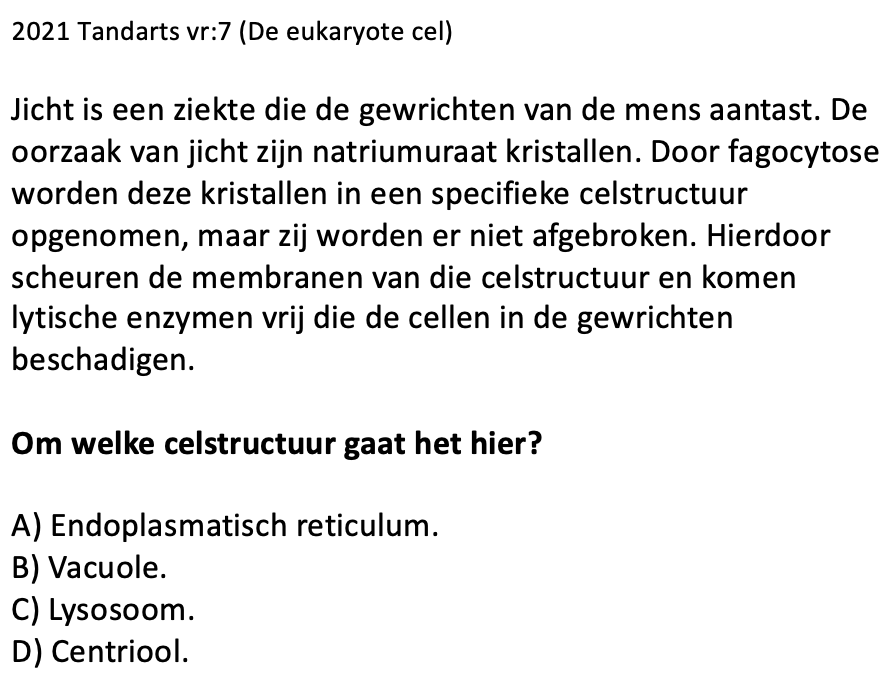 2021 Tandarts vr:7 (De eukaryote cel)
Jicht is een ziekte die de gewrichten van de mens aantast. De
oorzaak van jicht zijn natriumuraat kristallen. Door fagocytose
worden deze kristallen in een specifieke celstructuur
opgenomen, maar zij worden er niet afgebroken. Hierdoor
scheuren de membranen van die celstructuur en komen
lytische enzymen vrij die de cellen in de gewrichten
beschadigen.
Om welke celstructuur gaat het hier?
A) Endoplasmatisch reticulum.
B) Vacuole.
C) Lysosoom.
D) Centriool.